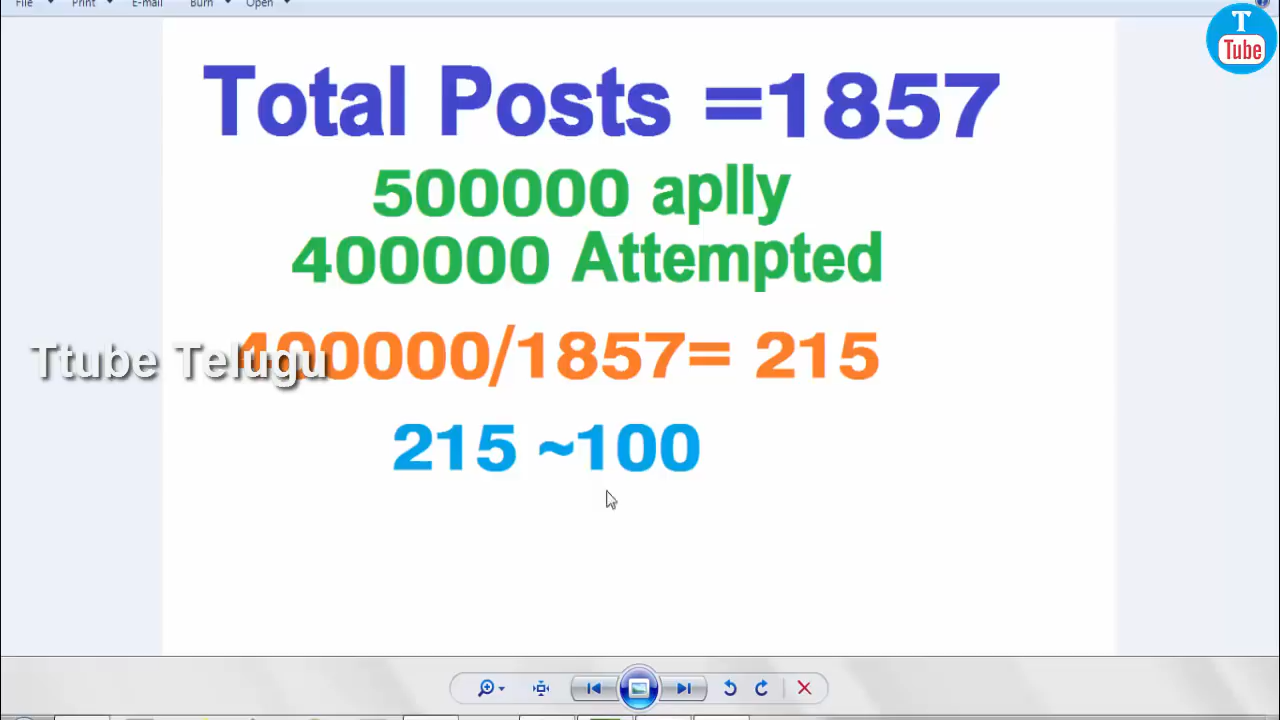 File Print E-mail Burn Open
T
Tube
Total Posts =1857
500000 aplly
400000 Attempted
400000/1857= 215
Ttube Telugu
215 ~100